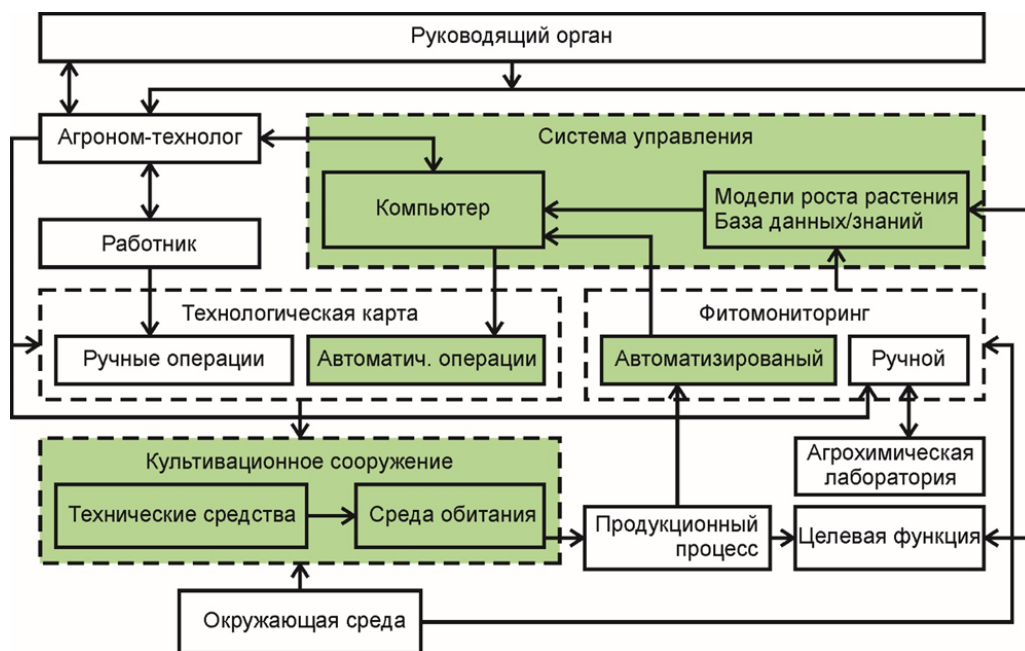 Руководящий орган
Агроном-технолог
Система управления
Компьютер
Модели роста растения
База данных/знаний
Работник
Технологическая карта
Фитомониторинг
Ручные операции
Автоматич. операции
Автоматизированый
Ручной
Культивационное сооружение
Агрохимическая
лаборатория
Технические средства
Среда обитания
Продукционный
процесс
Целевая функция
Окружающая среда